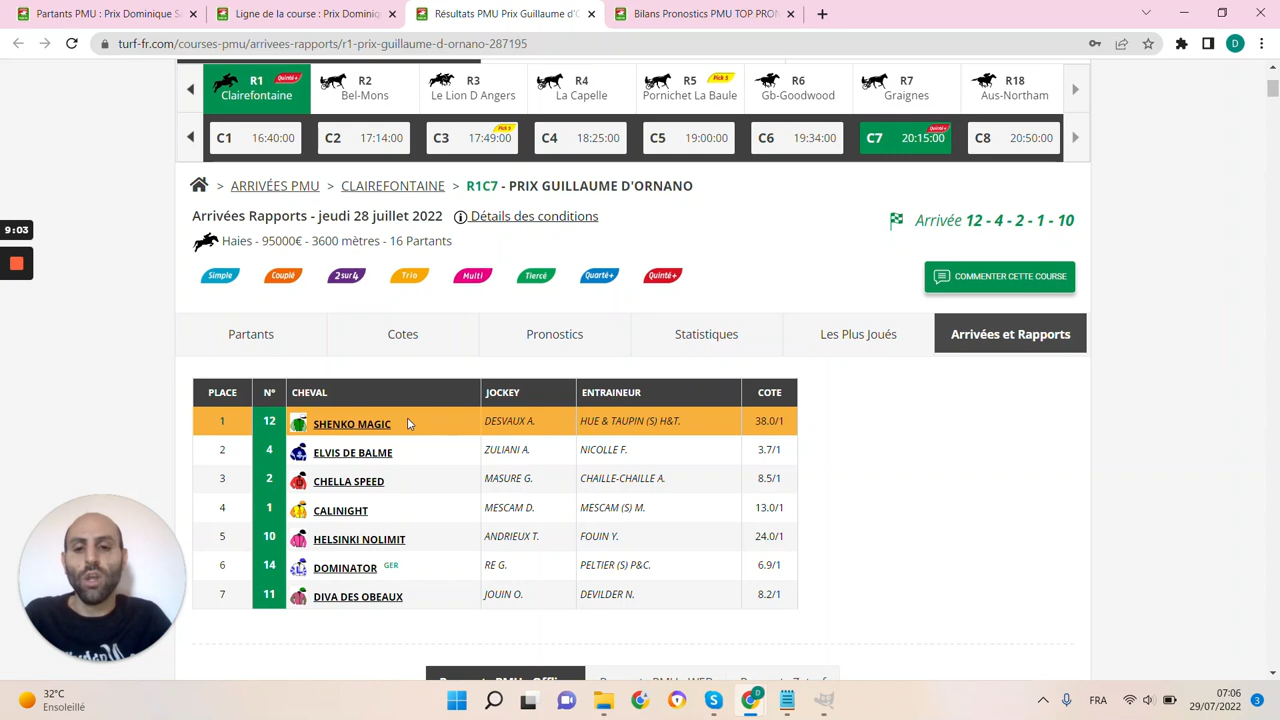 Partants PMU : Prix Dominique S
Ligne de la course : Prix Dominiq
Résultats PMU Prix Guillaume d'O
Bilans Pronostics PMU TOP PRON
turf-fr.com/courses-pmu/arrivees-rapports/r1-prix-guillaume-d-ornano-287195
D
R1 Quinté+
Clairefontaine
R2
Bel-Mons
R3
Le Lion D Angers
R4
La Capelle
R5 Pick 5
Pornichet La Baule
R6
Gb-Goodwood
R7
Graignes
R18
Aus-Northam
C1 16:40:00
C2 17:14:00
C3 17:49:00 Pick 5
C4 18:25:00
C5 19:00:00
C6 19:34:00
C7 20:15:00 Quinté+
C8 20:50:00
> ARRIVÉES PMU > CLAIREFONTAINE > R1C7 - PRIX GUILLAUME D'ORNANO
Arrivées Rapports - jeudi 28 juillet 2022 Détails des conditions
Arrivée 12 - 4 - 2 - 1 - 10
9:03
Haies - 95000€ - 3600 mètres - 16 Partants
Simple Couplé 2 sur 4 Trio Multi Tiercé Quarté+ Quinté+
COMMENTER CETTE COURSE
Partants Cotes Pronostics Statistiques Les Plus Joués Arrivées et Rapports
PLACE N° CHEVAL JOCKEY ENTRAINEUR COTE
1 12 SHENKO MAGIC DESVAUX A. HUE & TAUPIN (S) H&T. 38.0/1
2 4 ELVIS DE BALME ZULIANI A. NICOLLE F. 3.7/1
3 2 CHELLA SPEED MASURE G. CHAILLE-CHAILLE A. 8.5/1
4 1 CALINIGHT MESCAM D. MESCAM (S) M. 13.0/1
5 10 HELSINKI NOLIMIT ANDRIEUX T. FOUIN Y. 24.0/1
6 14 DOMINATOR GER RE G. PELTIER (S) P&C. 6.9/1
7 11 DIVA DES OBEAUX JOUIN O. DEVILDER N. 8.2/1
32°C
Ensoleillé
D
FRA
07:06
29/07/2022
3